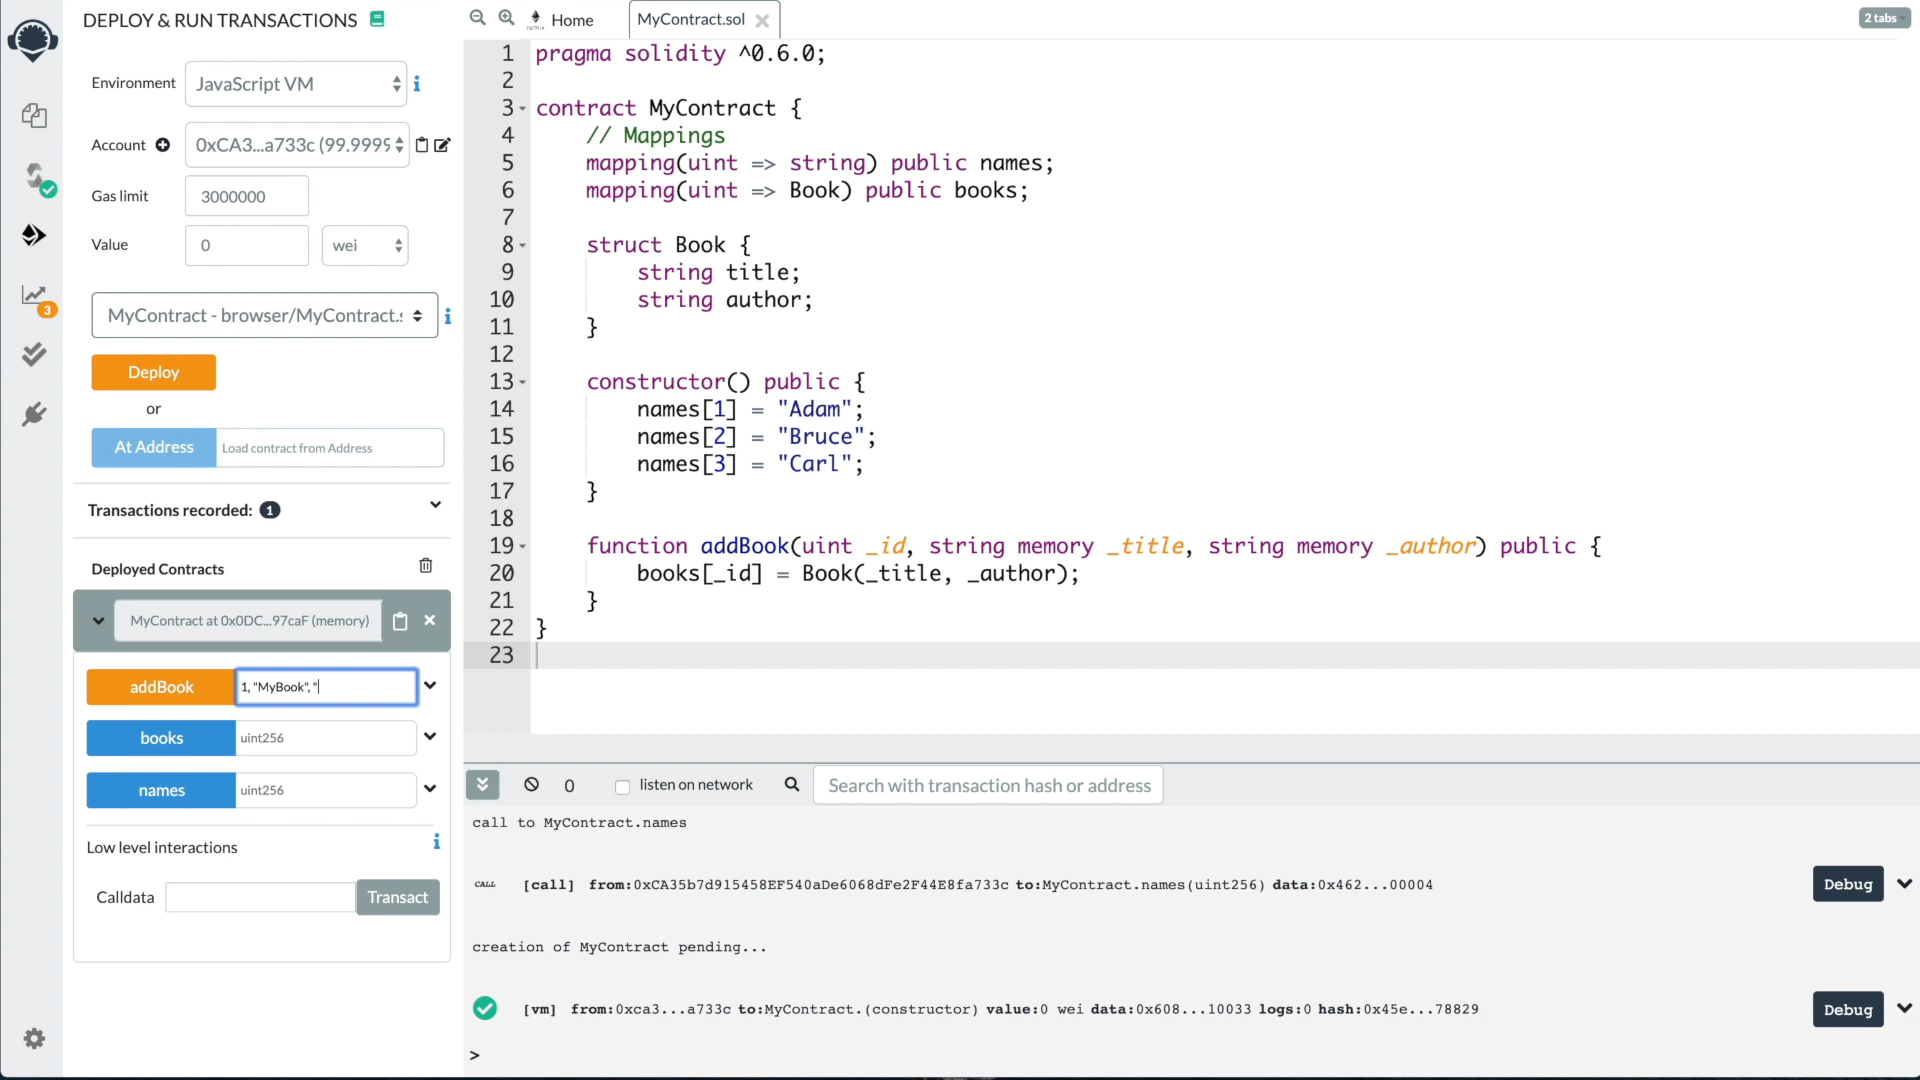 DEPLOY & RUN TRANSACTIONS
Environment
JavaScript VM
Account
0xCA3...a733c (99.9999
Gas limit
3000000
Value
0
wei
MyContract - browser/MyContract.s
Deploy
or
At Address
Load contract from Address
Transactions recorded: 1
Deployed Contracts
MyContract at 0x0DC...97caF (memory)
addBook
1, "MyBook", "
books
uint256
names
uint256
Low level interactions
Calldata
Transact
3
Home
MyContract.sol
2 tabs
1 pragma solidity ^0.6.0;
2
3 contract MyContract {
4 // Mappings
5 mapping(uint => string) public names;
6 mapping(uint => Book) public books;
7
8 struct Book {
9 string title;
10 string author;
11 }
12
13 constructor() public {
14 names[1] = "Adam";
15 names[2] = "Bruce";
16 names[3] = "Carl";
17 }
18
19 function addBook(uint _id, string memory _title, string memory _author) public {
20 books[_id] = Book(_title, _author);
21 }
22 }
23
0
listen on network
Search with transaction hash or address
call to MyContract.names
CALL [call] from:0xCA35b7d915458EF540aDe6068dFe2F44E8fa733c to:MyContract.names(uint256) data:0x462...00004
Debug
creation of MyContract pending...
[vm] from:0xca3...a733c to:MyContract.(constructor) value:0 wei data:0x608...10033 logs:0 hash:0x45e...78829
Debug
>